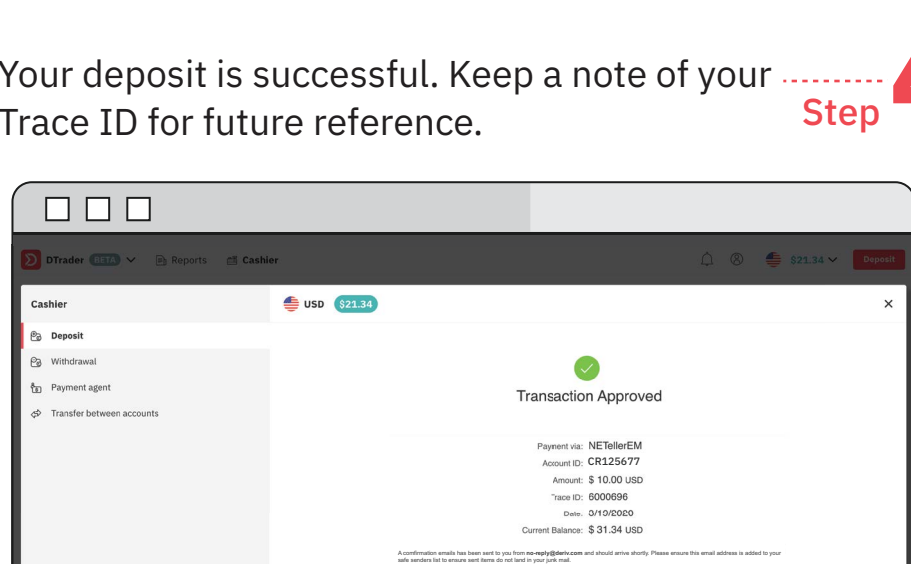 Your deposit is successful. Keep a note of your
Trace ID for future reference.
Step
DTrader BETA Reports Cashier $21.34 Deposit
Cashier
USD $21.34
Deposit
Withdrawal
Payment agent
Transfer between accounts
Transaction Approved
Payment via: NETellerEM
Account ID: CR125677
Amount: $ 10.00 USD
Trace ID: 6000696
Date:
Current Balance: $ 31.34 USD
A confirmation emails has been sent to you from no-reply@deriv.com and should arrive shortly. Please ensure this email address is added to your
safe senders list to ensure sent items do not land in your junk mail.